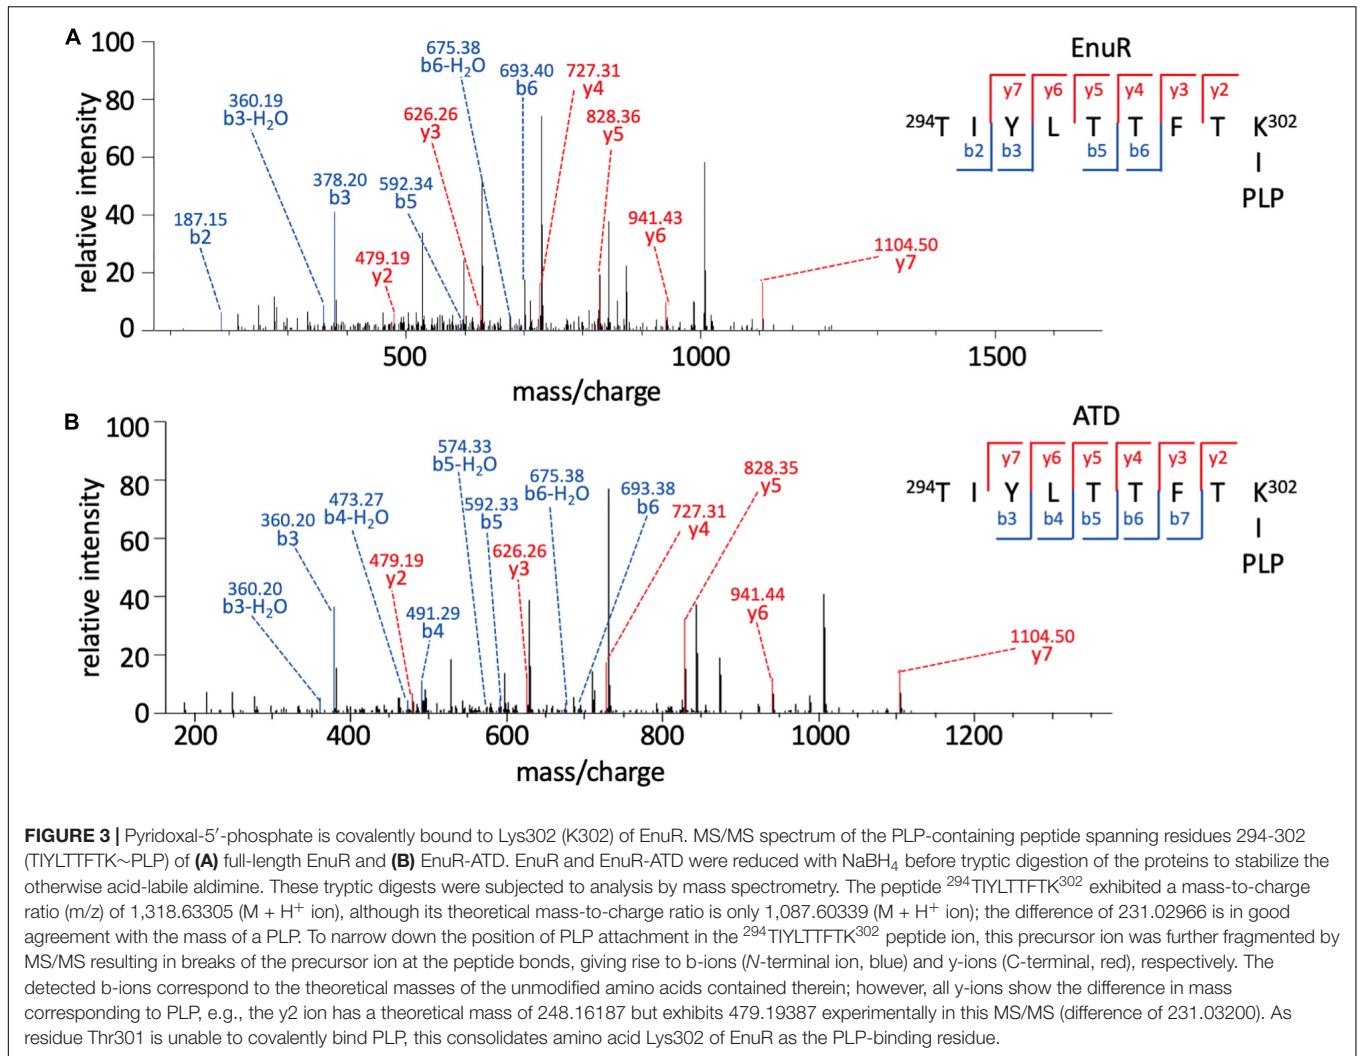 A
EnuR
relative intensity
100
80
60
40
20
0
500
1000
1500
mass/charge
187.15
b2
360.19
b3-H₂O
378.20
b3
479.19
y2
592.34
b5
626.26
y3
675.38
b6-H₂O
693.40
b6
727.31
y4
828.36
y5
941.43
y6
1104.50
y7
y7 y6 y5 y4 y3 y2
²⁹⁴T I Y L T T F T K³⁰²
b2 b3 b5 b6
PLP
B
ATD
relative intensity
100
80
60
40
20
0
200
400
600
800
1000
1200
mass/charge
360.20
b3-H₂O
360.20
b3
473.27
b4-H₂O
479.19
y2
491.29
b4
574.33
b5-H₂O
592.33
b5
626.26
y3
675.38
b6-H₂O
693.38
b6
727.31
y4
828.35
y5
941.44
y6
1104.50
y7
y7 y6 y5 y4 y3 y2
²⁹⁴T I Y L T T F T K³⁰²
b3 b4 b5 b6 b7
PLP
FIGURE 3 | Pyridoxal-5′-phosphate is covalently bound to Lys302 (K302) of EnuR. MS/MS spectrum of the PLP-containing peptide spanning residues 294-302
(TIYLTTFTK∼PLP) of (A) full-length EnuR and (B) EnuR-ATD. EnuR and EnuR-ATD were reduced with NaBH₄ before tryptic digestion of the proteins to stabilize the
otherwise acid-labile aldimine. These tryptic digests were subjected to analysis by mass spectrometry. The peptide ²⁹⁴TIYLTTFTK³⁰² exhibited a mass-to-charge
ratio (m/z) of 1,318.63305 (M + H⁺ ion), although its theoretical mass-to-charge ratio is only 1,087.60339 (M + H⁺ ion); the difference of 231.02966 is in good
agreement with the mass of a PLP. To narrow down the position of PLP attachment in the ²⁹⁴TIYLTTFTK³⁰² peptide ion, this precursor ion was further fragmented by
MS/MS resulting in breaks of the precursor ion at the peptide bonds, giving rise to b-ions (N-terminal ion, blue) and y-ions (C-terminal, red), respectively. The
detected b-ions correspond to the theoretical masses of the unmodified amino acids contained therein; however, all y-ions show the difference in mass
corresponding to PLP, e.g., the y2 ion has a theoretical mass of 248.16187 but exhibits 479.19387 experimentally in this MS/MS (difference of 231.03200). As
residue Thr301 is unable to covalently bind PLP, this consolidates amino acid Lys302 of EnuR as the PLP-binding residue.